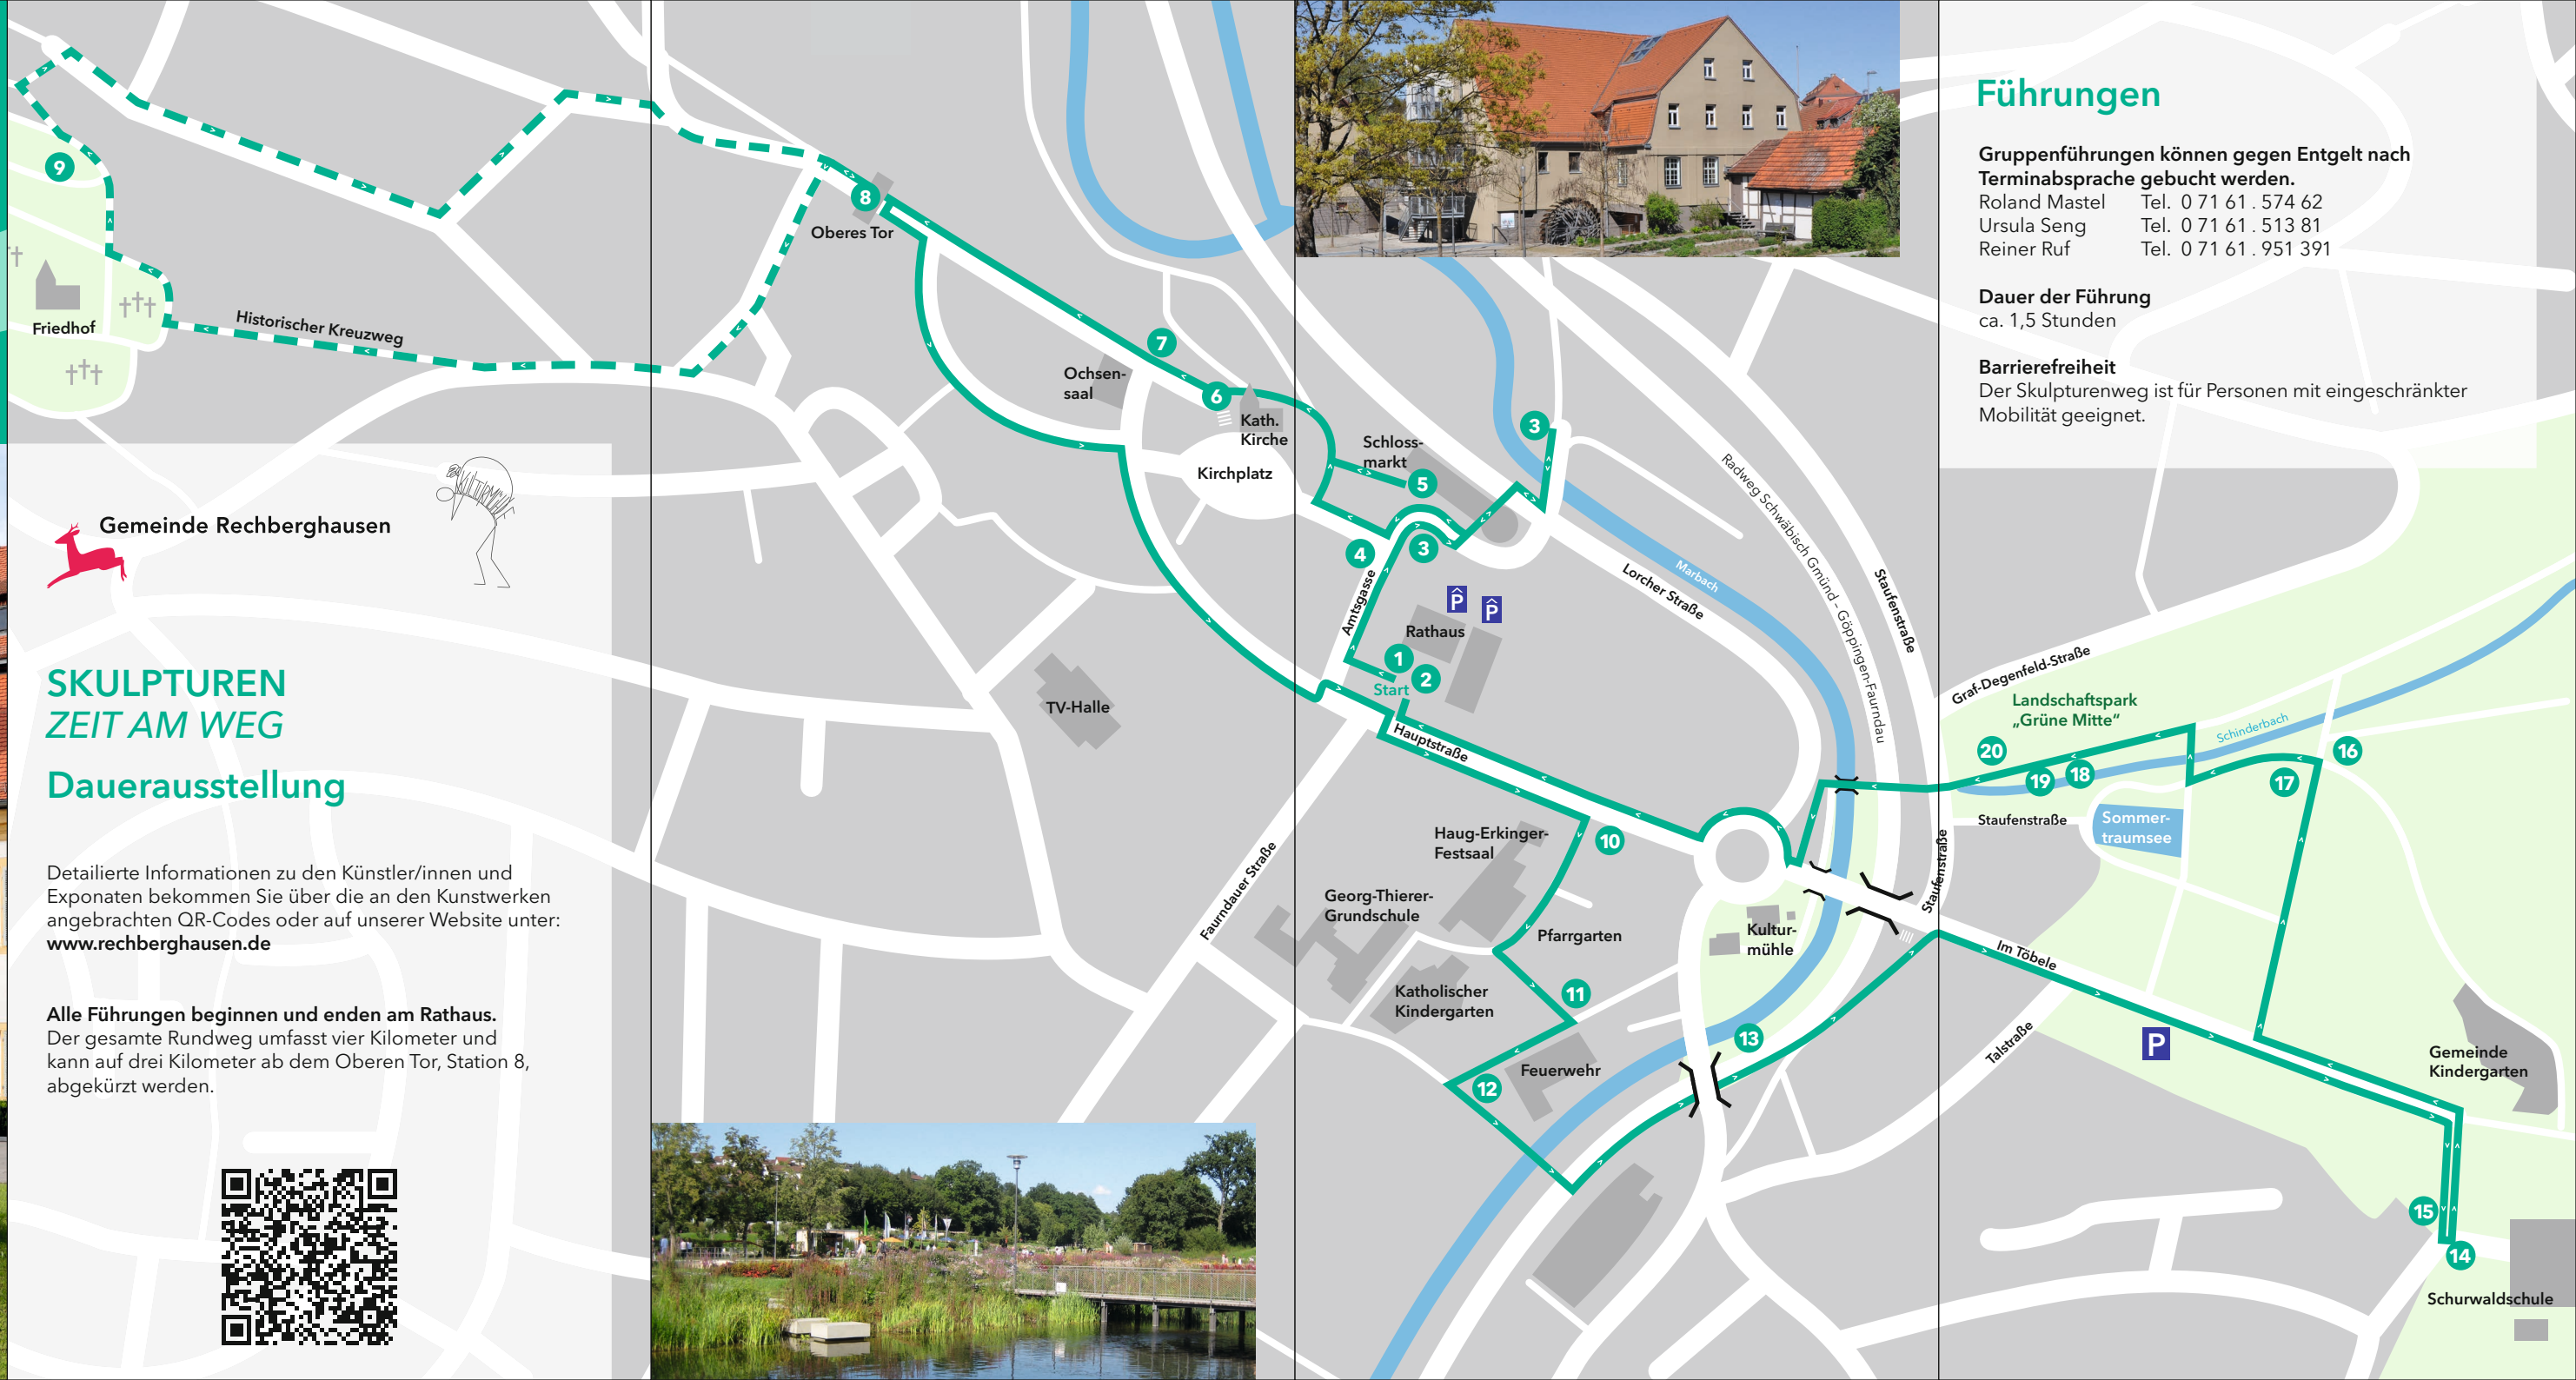 Gemeinde Rechberghausen
SKULPTUREN
ZEIT AM WEG
Dauerausstellung
Detailierte Informationen zu den Künstler/innen und
Exponaten bekommen Sie über die an den Kunstwerken
angebrachten QR-Codes oder auf unserer Website unter:
www.rechberghausen.de
Alle Führungen beginnen und enden am Rathaus.
Der gesamte Rundweg umfasst vier Kilometer und
kann auf drei Kilometer ab dem Oberen Tor, Station 8,
abgekürzt werden.
9
Friedhof
Historischer Kreuzweg
8
Oberes Tor
7
Ochsen-
saal
6
Kath.
Kirche
Kirchplatz
TV-Halle
Faurndauer Straße
Schloss-
markt
5
3
4
3
Amtsgasse
P
P
Rathaus
1
2
Start
Hauptstraße
Lorcher Straße
Marbach
Radweg Schwäbisch Gmünd - Göppingen-Faurndau
Staufenstraße
Haug-Erkinger-
Festsaal
10
Georg-Thierer-
Grundschule
Pfarrgarten
Katholischer
Kindergarten
11
Feuerwehr
12
13
Kultur-
mühle
Staufenstraße
Führungen
Gruppenführungen können gegen Entgelt nach
Terminabsprache gebucht werden.
Roland Mastel Tel. 0 71 61 . 574 62
Ursula Seng Tel. 0 71 61 . 513 81
Reiner Ruf Tel. 0 71 61 . 951 391
Dauer der Führung
ca. 1,5 Stunden
Barrierefreiheit
Der Skulpturenweg ist für Personen mit eingeschränkter
Mobilität geeignet.
Graf-Degenfeld-Straße
Landschaftspark
„Grüne Mitte“
Schinderbach
20
19
18
17
16
Staufenstraße
Sommer-
traumsee
Im Töbele
Talstraße
P
Gemeinde
Kindergarten
15
14
Schurwaldschule